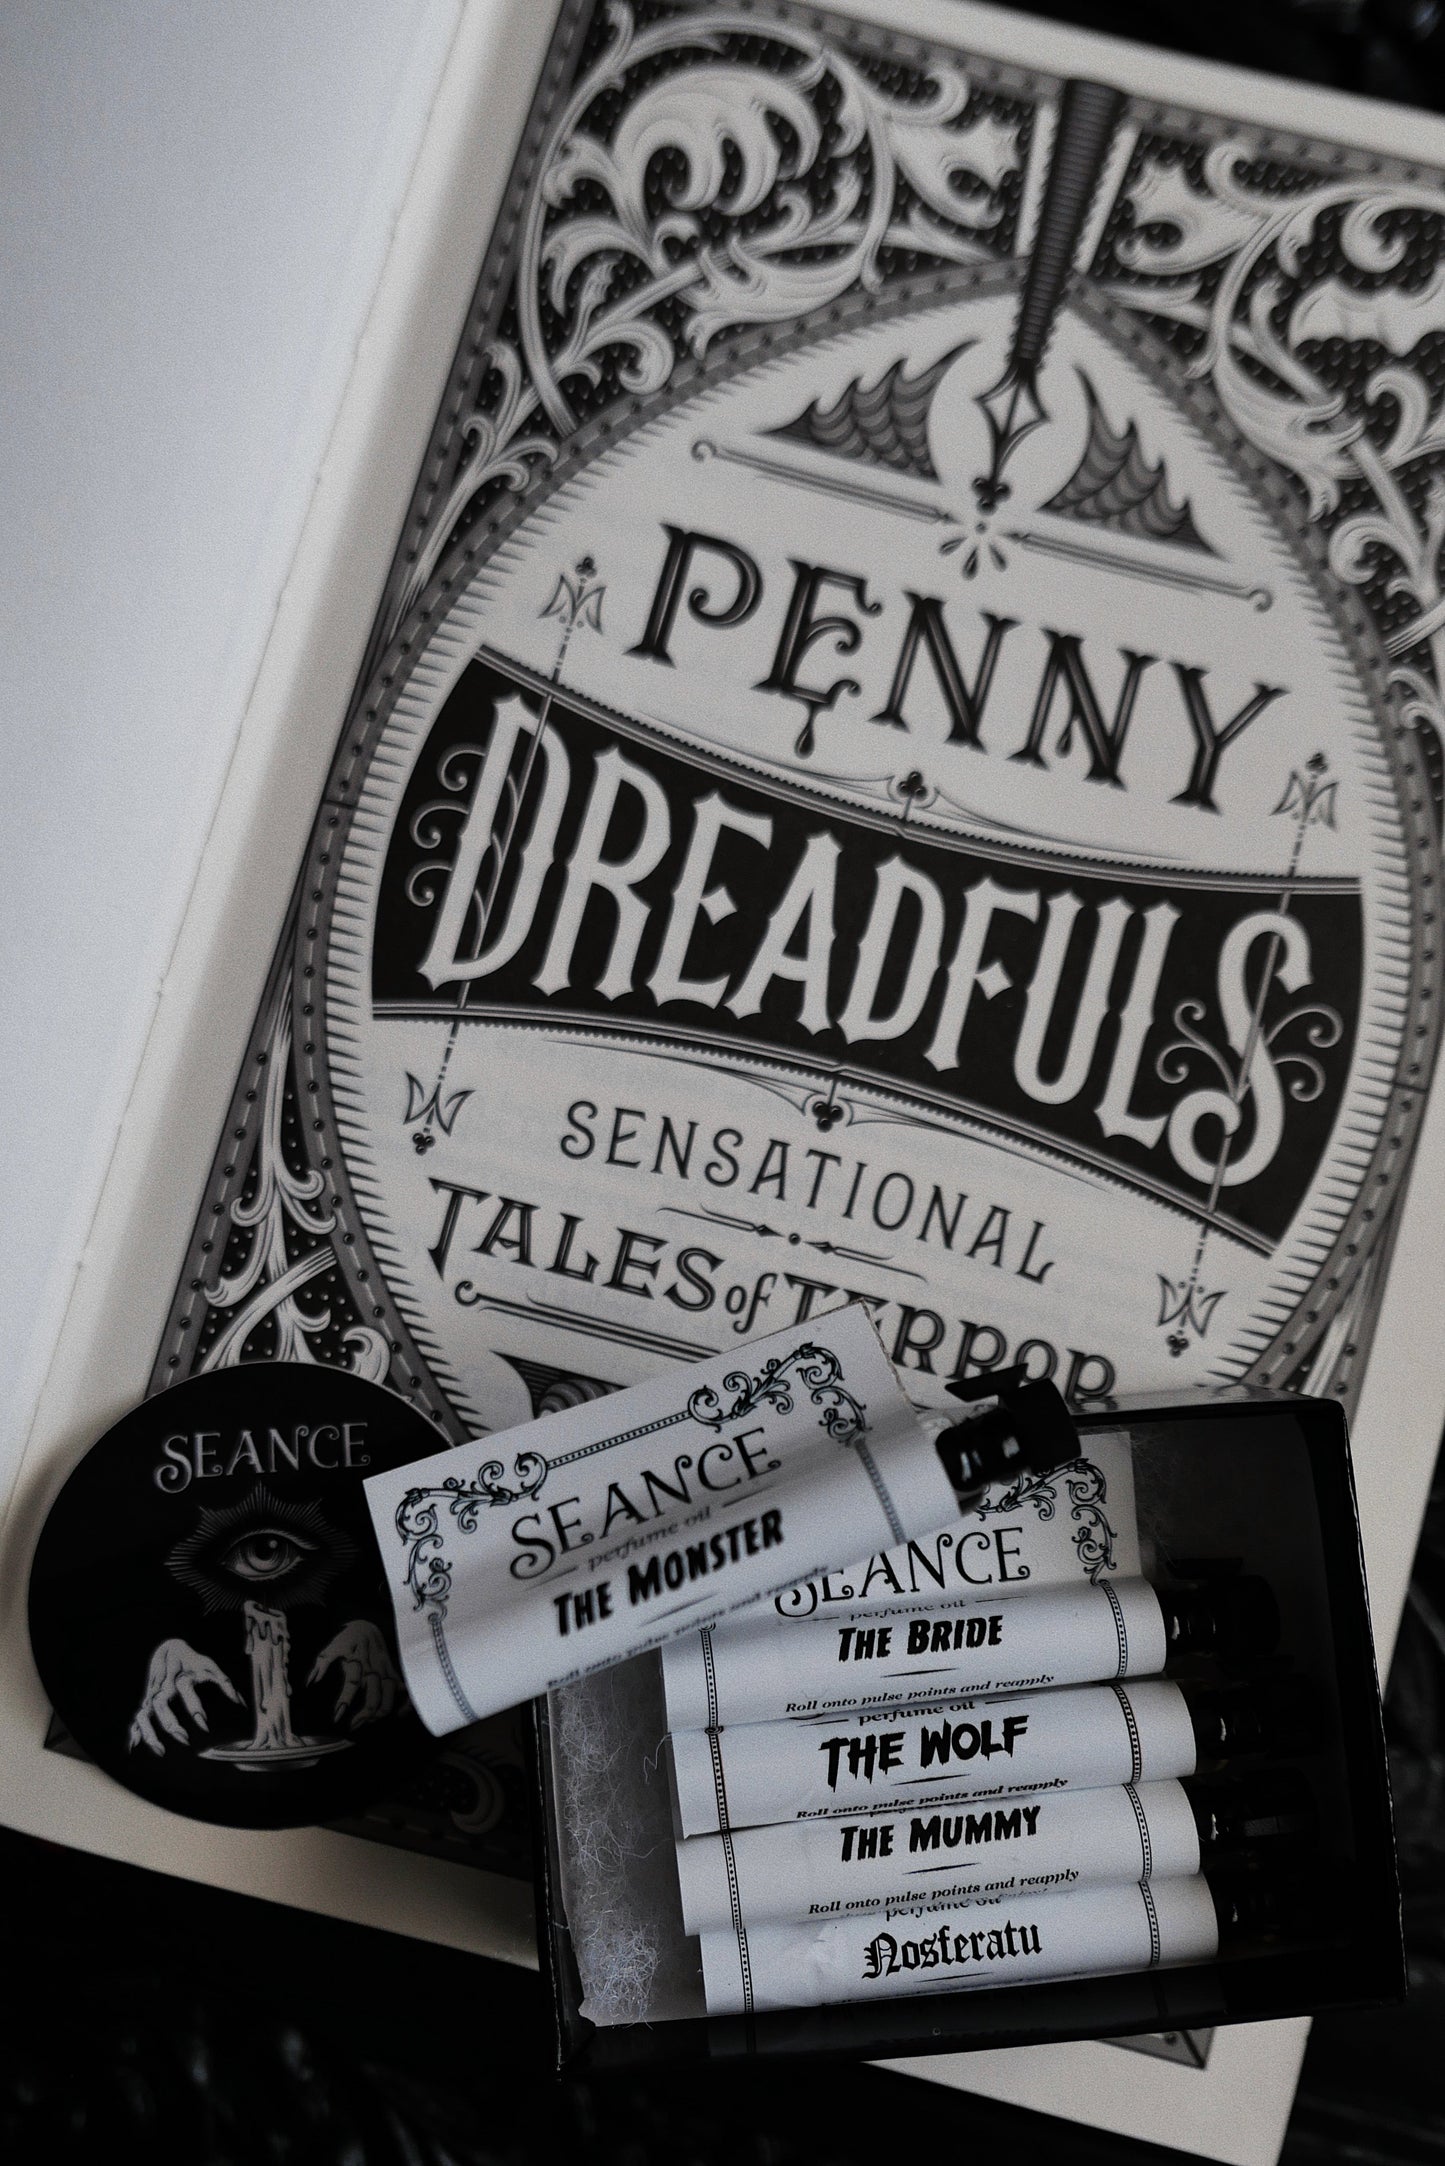 PENNY
DREADFULS
SENSATIONAL
TALES of TERROR
SEANCE
SEANCE
perfume oil
THE MONSTER
Roll onto pulse points and reapply
SEANCE
perfume oil
THE BRIDE
Roll onto pulse points and reapply
perfume oil
THE WOLF
Roll onto pulse points and reapply
THE MUMMY
Roll onto pulse points and reapply
perfume oil
Nosferatu